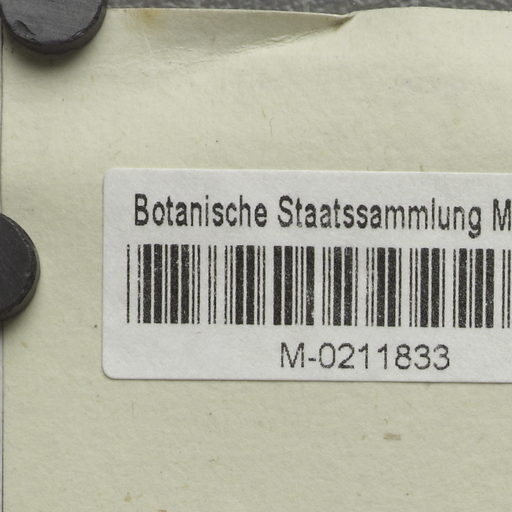 Botanische Staatssammlung M
M-0211833